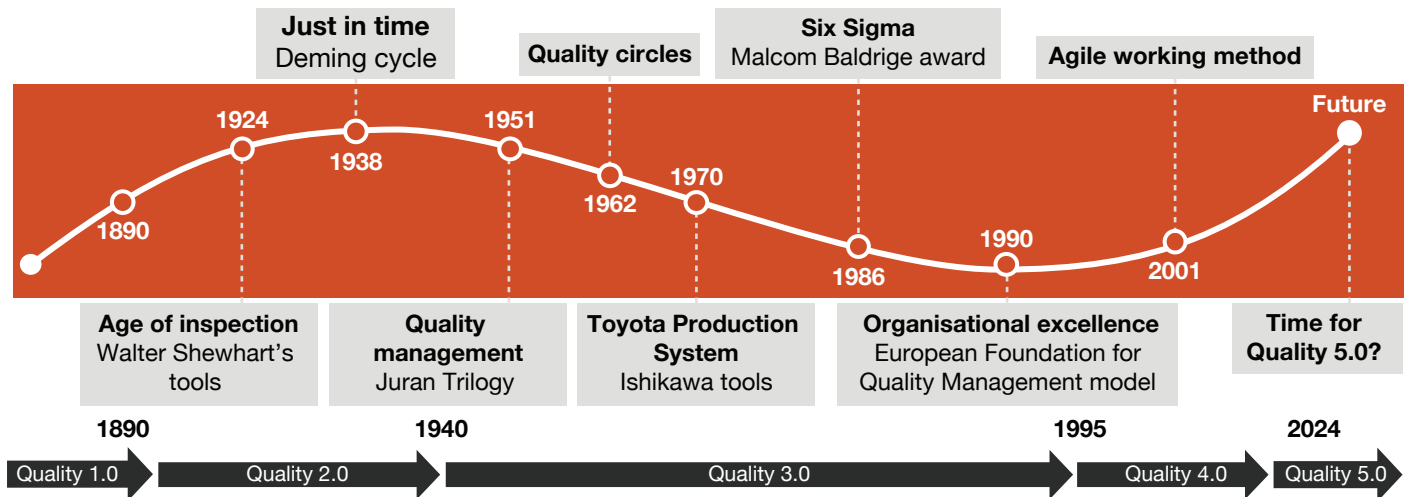 Just in time
Deming cycle
Quality circles
Six Sigma
Malcom Baldrige award
Agile working method
1890
1924
1938
1951
1962
1970
1986
1990
2001
Future
Age of inspection
Walter Shewhart's
tools
Quality
management
Juran Trilogy
Toyota Production
System
Ishikawa tools
Organisational excellence
European Foundation for
Quality Management model
Time for
Quality 5.0?
1890
1940
1995
2024
Quality 1.0
Quality 2.0
Quality 3.0
Quality 4.0
Quality 5.0